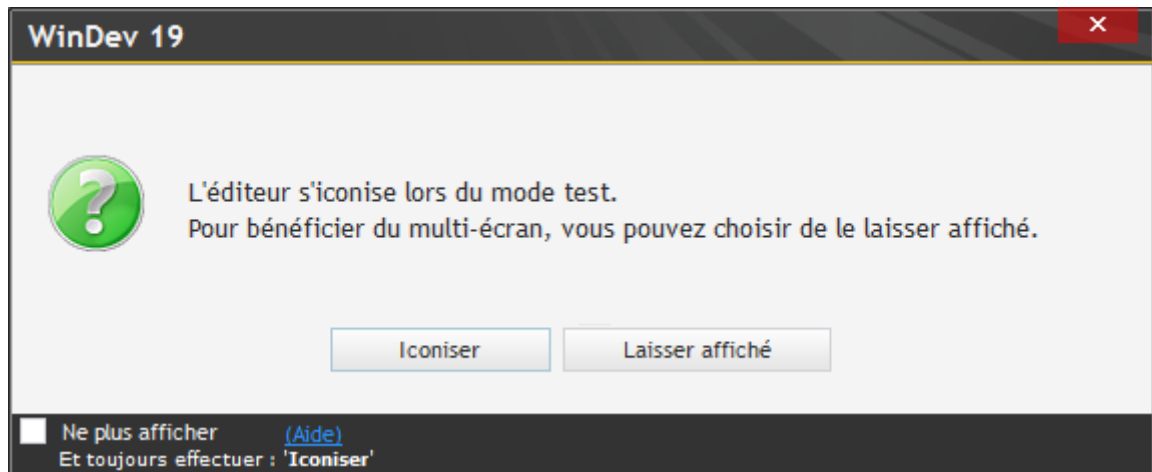 WinDev 19
L'éditeur s'iconise lors du mode test.
Pour bénéficier du multi-écran, vous pouvez choisir de le laisser affiché.
Iconiser
Laisser affiché
Ne plus afficher (Aide)
Et toujours effectuer : 'Iconiser'